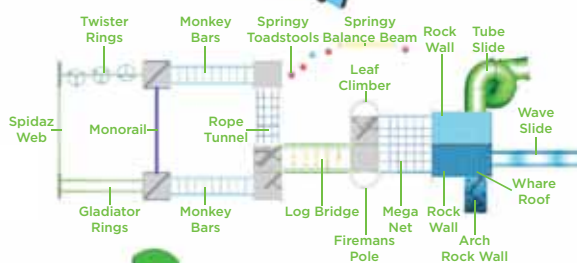 Twister
Rings
Monkey
Bars
Springy
Toadstools
Springy
Balance Beam
Rock
Wall
Tube
Slide
Leaf
Climber
Spidaz
Web
Monorail
Rope
Tunnel
Wave
Slide
Whare
Roof
Gladiator
Rings
Monkey
Bars
Log Bridge
Firemans
Pole
Mega
Net
Rock
Wall
Arch
Rock Wall